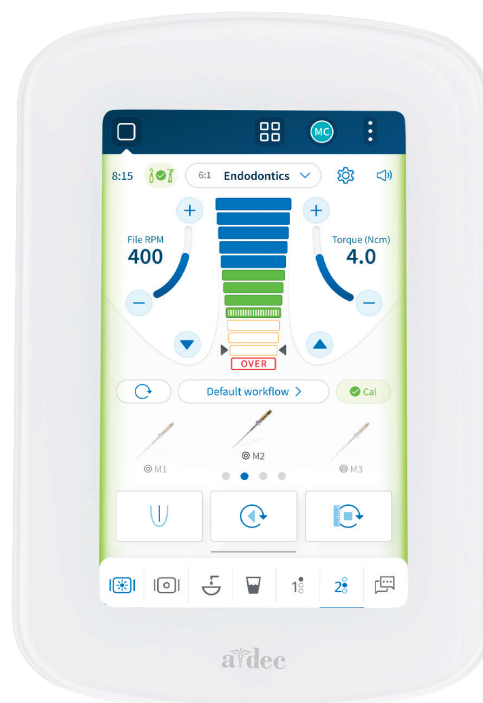 MC
8:15
6:1 Endodontics
File RPM
400
Torque (Ncm)
4.0
OVER
Default workflow
Cal
M1
M2
M3
1
2
a dec